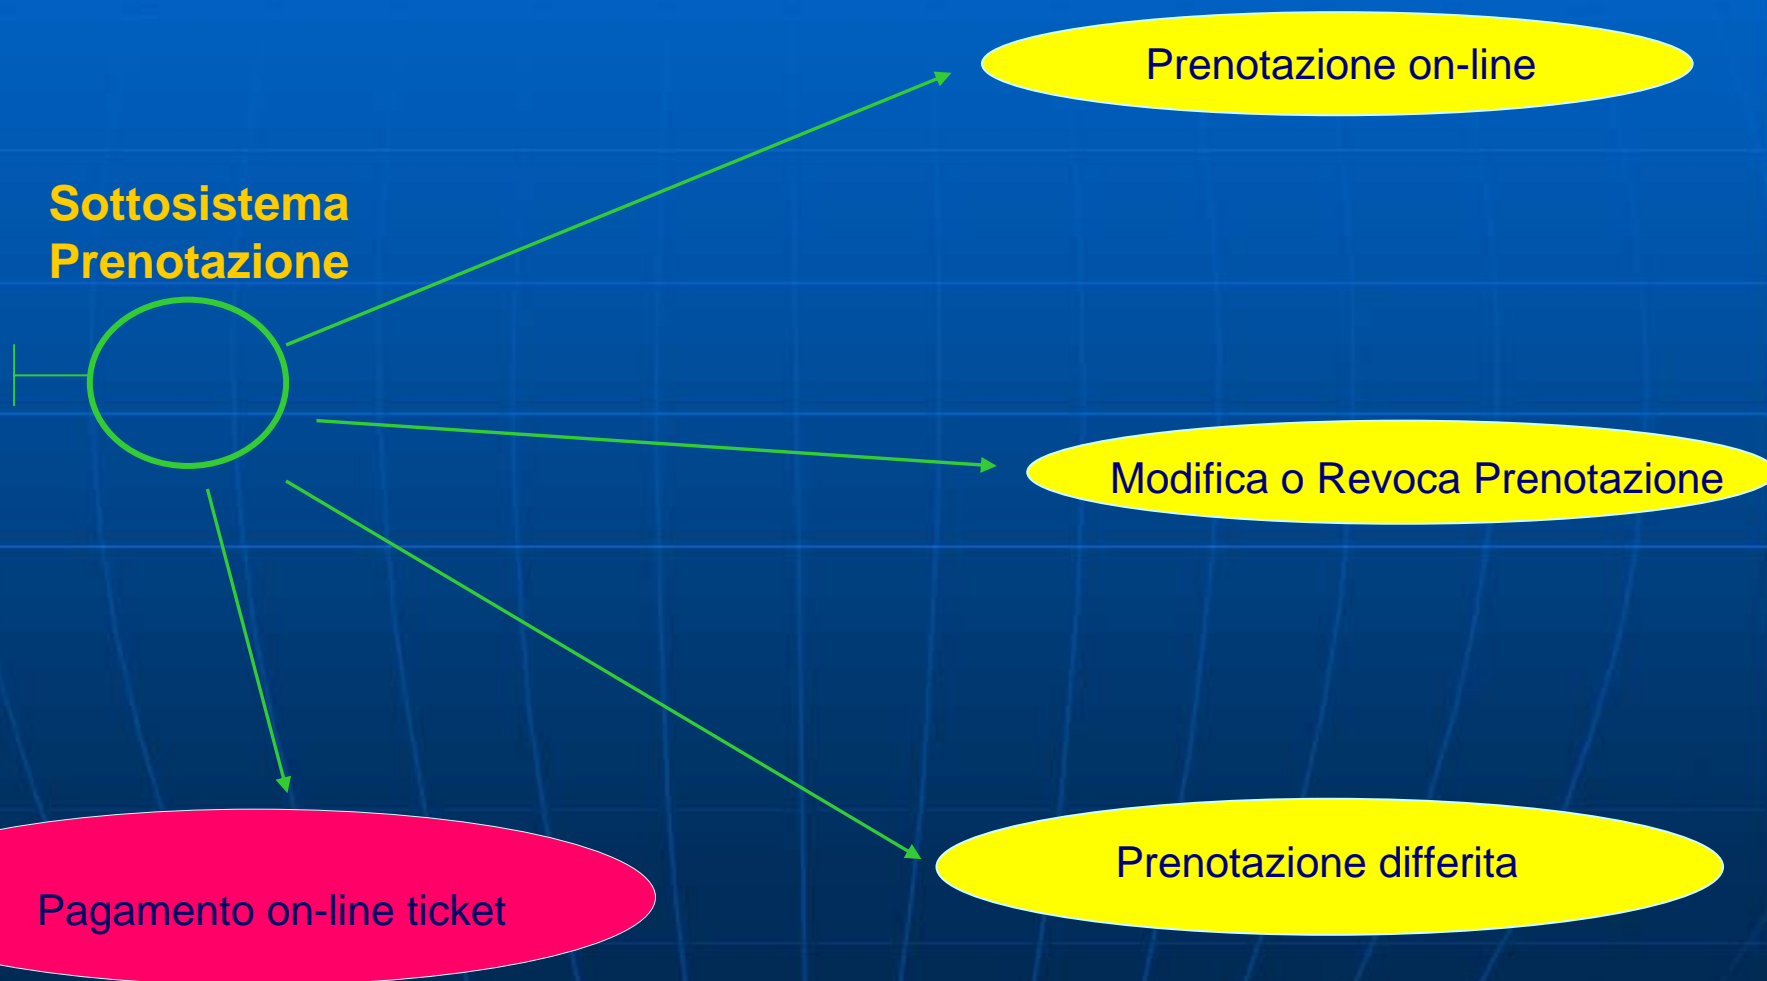 Prenotazione on-line
Sottosistema
Prenotazione
Modifica o Revoca Prenotazione
Prenotazione differita
Pagamento on-line ticket